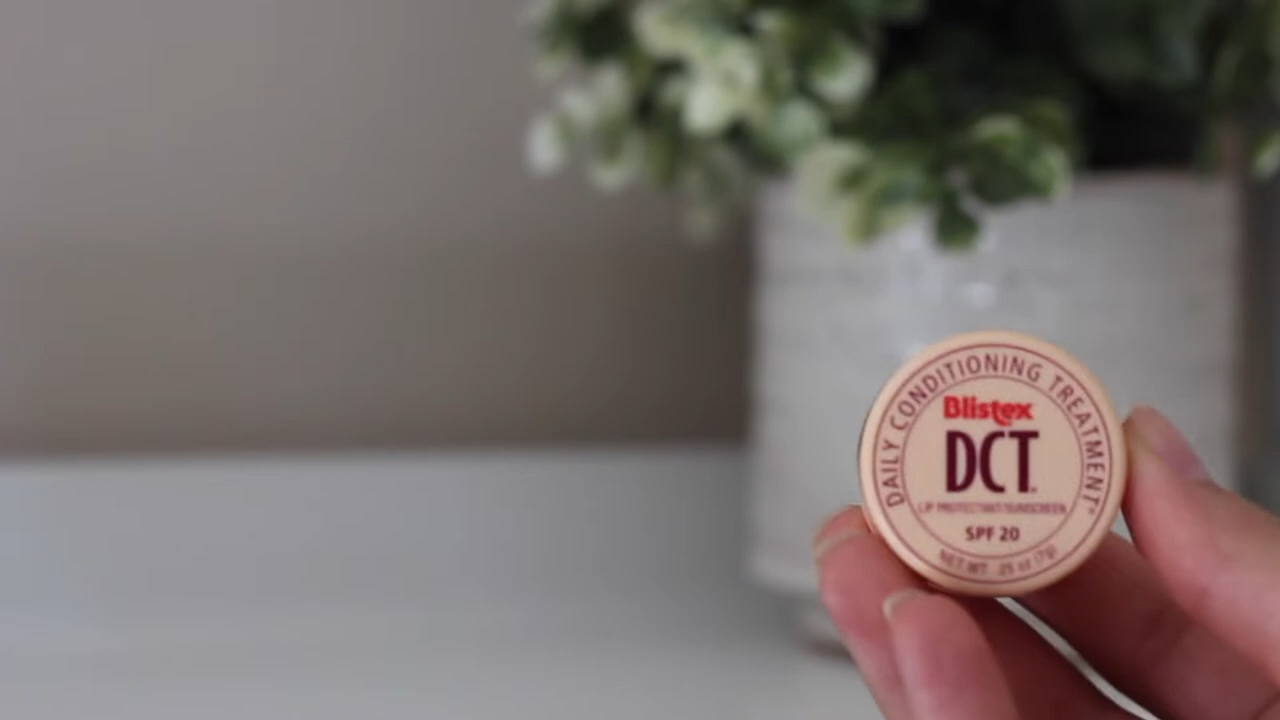 DAILY CONDITIONING TREATMENT®
Blistex
DCT
LIP PROTECTANT/SUNSCREEN
SPF 20
NET WT. .25 oz (7g)